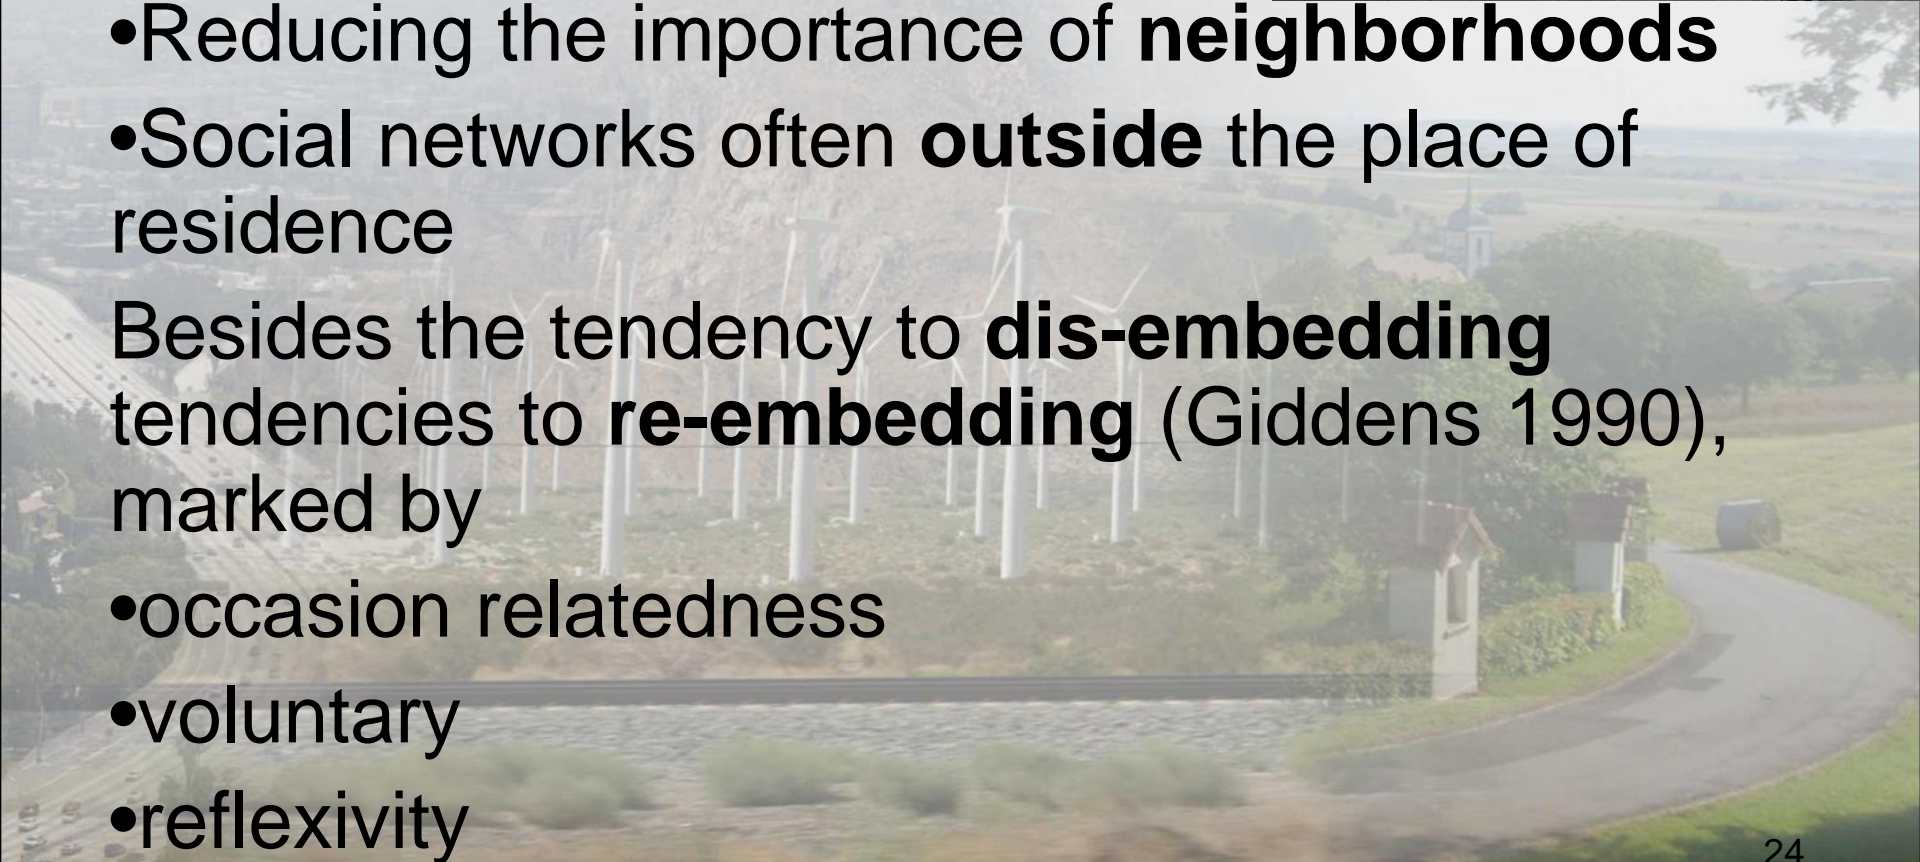 •Reducing the importance of neighborhoods
•Social networks often outside the place of
residence
Besides the tendency to dis-embedding
tendencies to re-embedding (Giddens 1990),
marked by
•occasion relatedness
•voluntary
•reflexivity
24